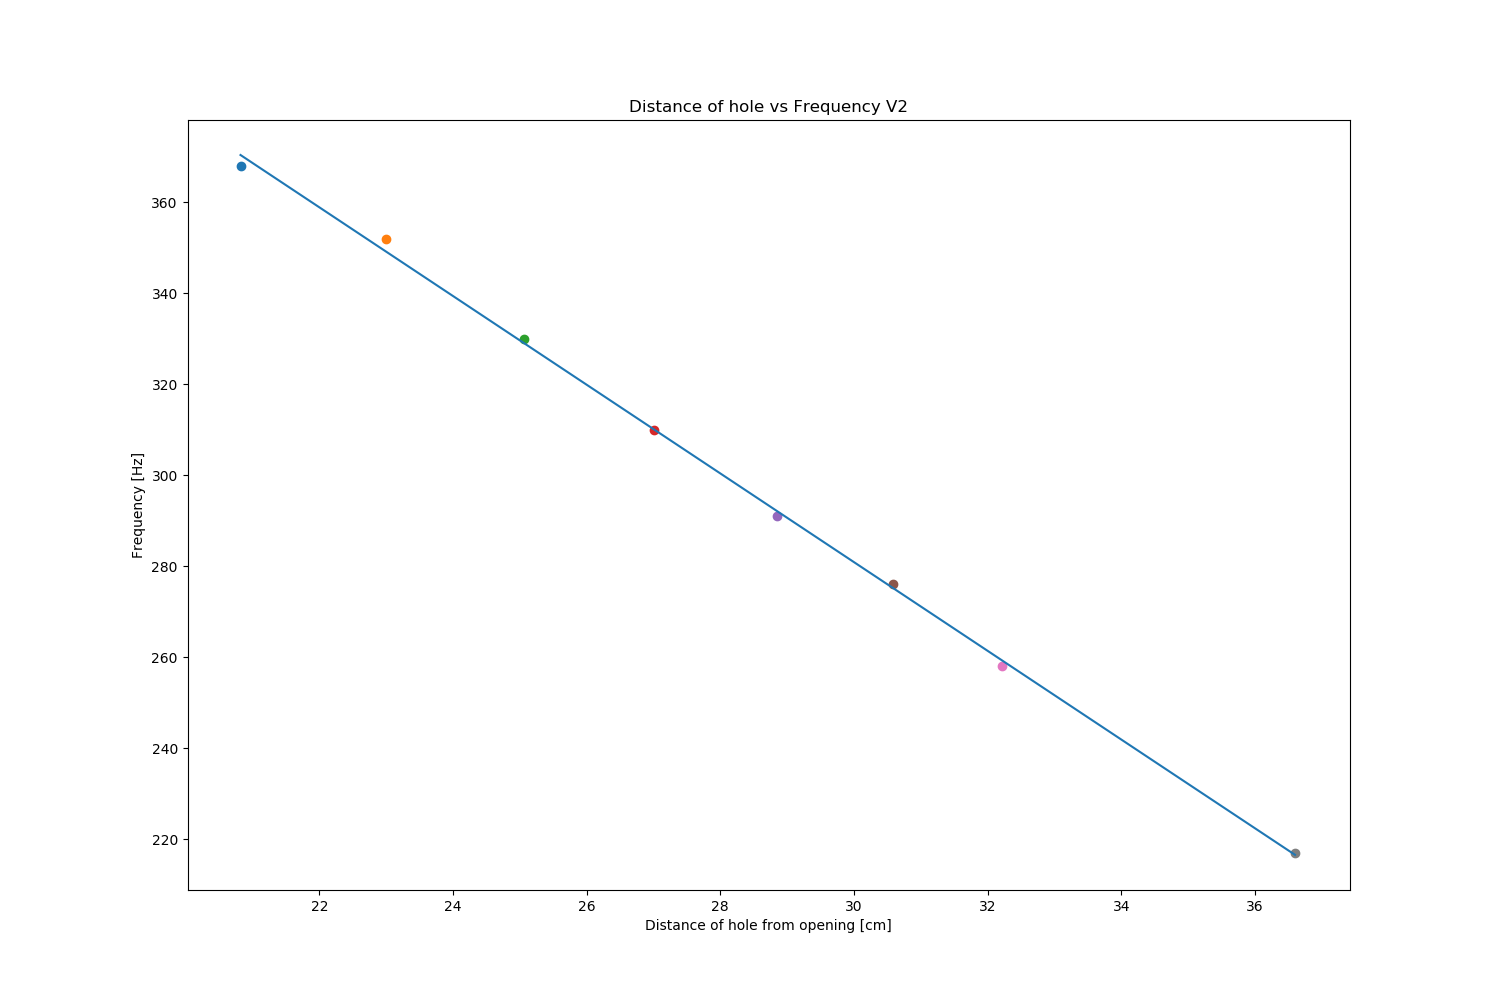 Distance of hole vs Frequency V2
360
340
320
300
280
260
240
220
Frequency [Hz]
22 24 26 28 30 32 34 36
Distance of hole from opening [cm]